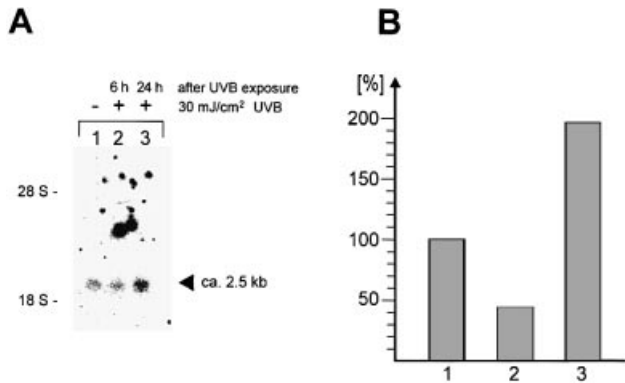 A
6 h 24 h after UVB exposure
- + + 30 mJ/cm² UVB
1 2 3
28 S -
ca. 2.5 kb
18 S -
B
[%]
200
150
100
50
1 2 3